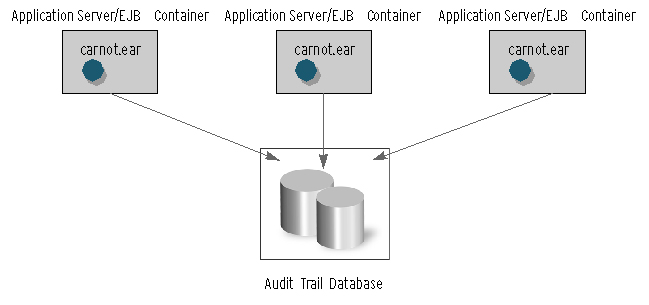 Application Server/EJB Container Application Server/EJB Container Application Server/EJB Container
carnot.ear carnot.ear carnot.ear
Audit Trail Database